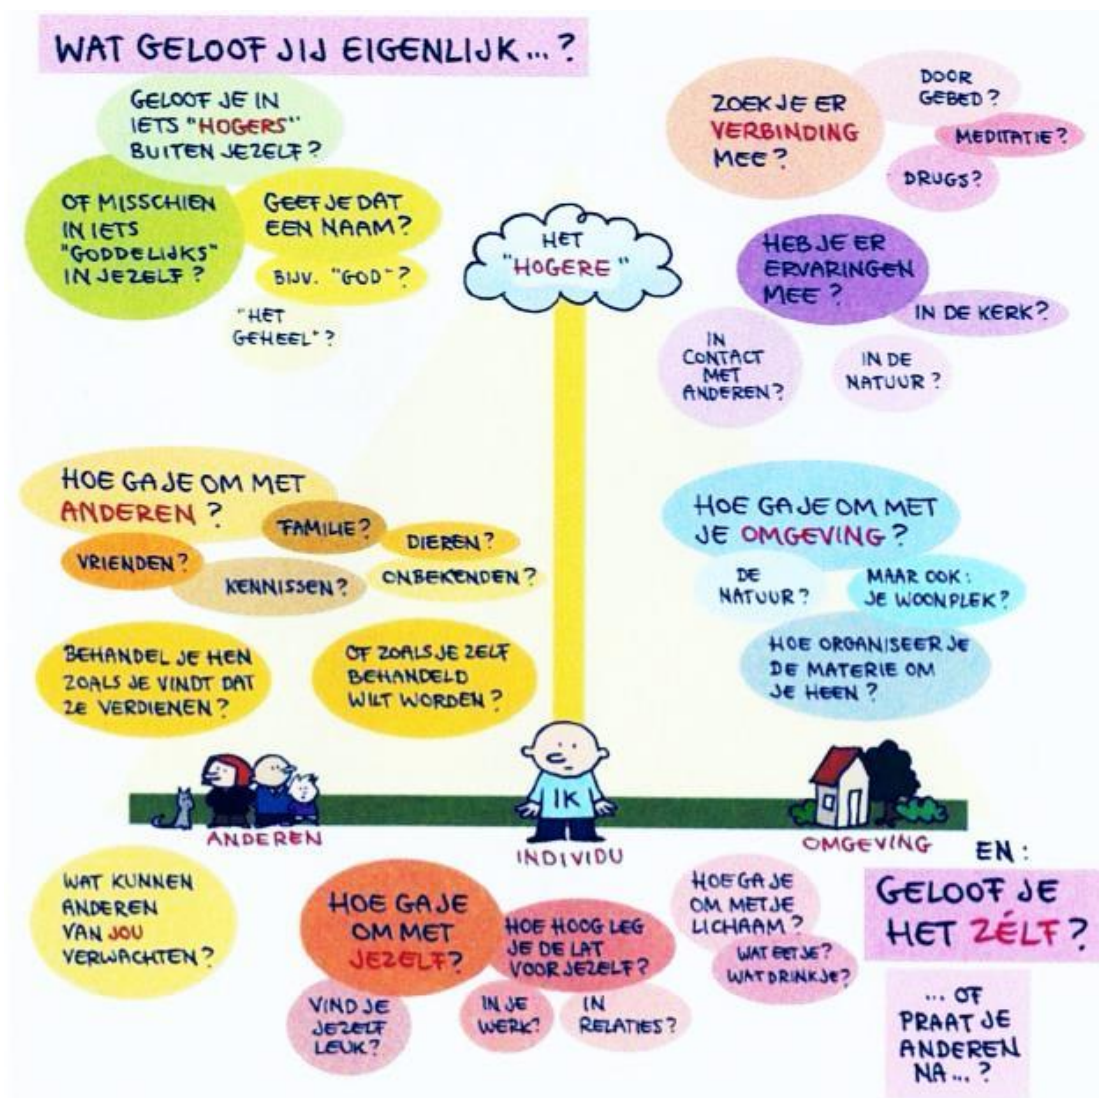 WAT GELOOF JIJ EIGENLIJK...?
GELOOF JE IN
IETS "HOGERS"
BUITEN JEZELF?
OF MISSCHIEN
IN IETS
"GODDELIJKS"
IN JEZELF?
GEEF JE DAT
EEN NAAM?
BIJV. "GOD"?
"HET
GEHEEL"?
HET
"HOGERE"
ZOEK JE ER
VERBINDING
MEE?
DOOR
GEBED?
MEDITATIE?
DRUGS?
HEB JE ER
ERVARINGEN
MEE?
IN DE KERK?
IN
CONTACT
MET
ANDEREN?
IN DE
NATUUR?
HOE GA JE OM MET
ANDEREN?
FAMILIE?
VRIENDEN?
DIEREN?
KENNISSEN?
ONBEKENDEN?
BEHANDEL JE HEN
ZOALS JE VINDT DAT
ZE VERDIENEN?
OF ZOALS JE ZELF
BEHANDELD
WILT WORDEN?
HOE GA JE OM MET
JE OMGEVING?
DE
NATUUR?
MAAR OOK:
JE WOONPLEK?
HOE ORGANISEER JE
DE MATERIE OM
JE HEEN?
IK
ANDEREN
INDIVIDU
OMGEVING
WAT KUNNEN
ANDEREN
VAN JOU
VERWACHTEN?
HOE GA JE
OM MET
JEZELF?
HOE HOOG LEG
JE DE LAT
VOOR JEZELF?
VIND JE
JEZELF
LEUK?
IN JE
WERK?
IN
RELATIES?
HOE GA JE
OM MET JE
LICHAAM?
WAT EET JE?
WAT DRINK JE?
EN:
GELOOF JE
HET ZÉLF?
... OF
PRAAT JE
ANDEREN
NA...?